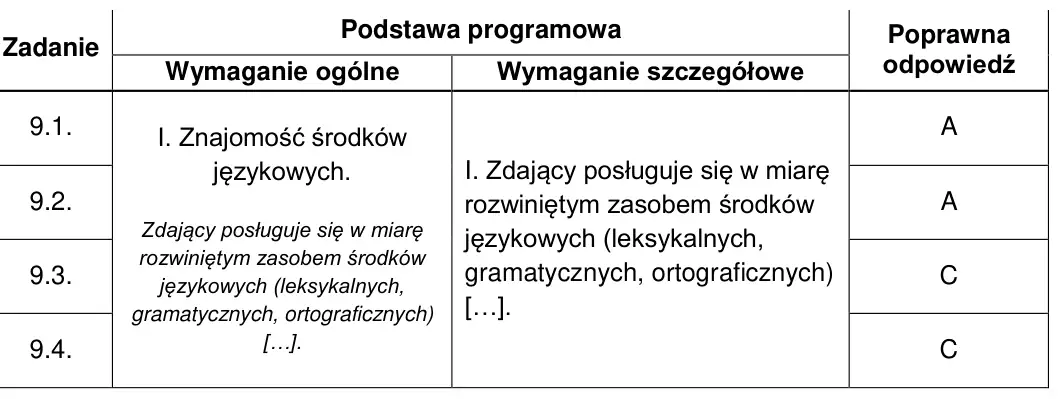 Zadanie
Podstawa programowa
Poprawna
odpowiedź
Wymaganie ogólne
Wymaganie szczegółowe
9.1.
I. Znajomość środków
językowych.
Zdający posługuje się w miarę
rozwiniętym zasobem środków
językowych (leksykalnych,
gramatycznych, ortograficznych)
[…].
I. Zdający posługuje się w miarę
rozwiniętym zasobem środków
językowych (leksykalnych,
gramatycznych, ortograficznych)
[…].
A
9.2.
A
9.3.
C
9.4.
C